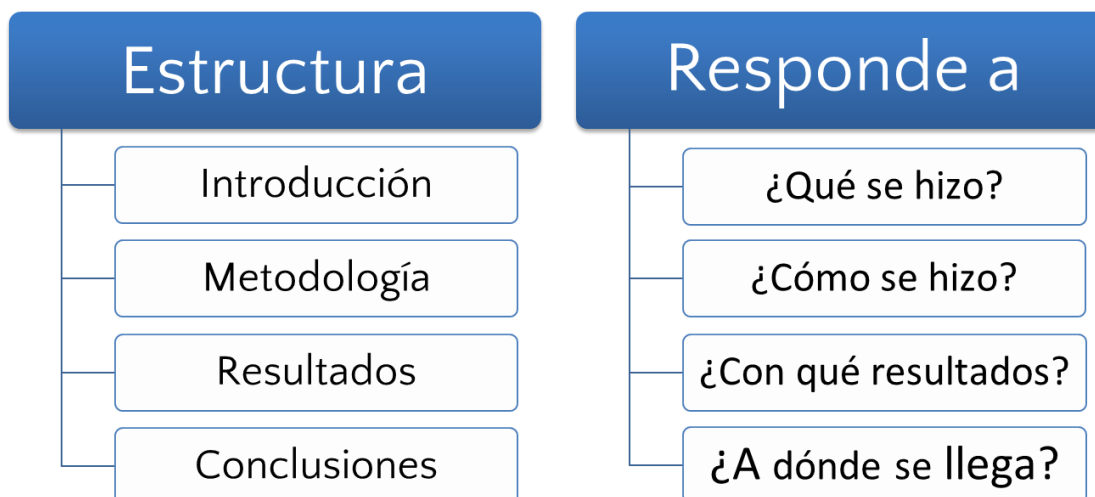 Estructura
Introducción
Metodología
Resultados
Conclusiones
Responde a
¿Qué se hizo?
¿Cómo se hizo?
¿Con qué resultados?
¿A dónde se llega?